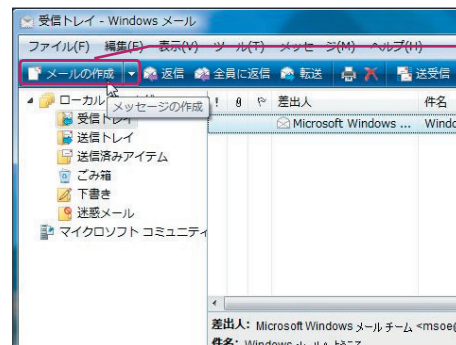 受信トレイ - Windows メール
ファイル(F) 編集(E) 表示(V) ツール(T) メッセージ(M) ヘルプ(H)
メールの作成 返信 全員に返信 転送 送受信
ローカル ! 差出人 件名
メッセージの作成
受信トレイ Microsoft Windows ... Windo
送信トレイ
送信済みアイテム
ごみ箱
下書き
迷惑メール
マイクロソフト コミュニティ
差出人: Microsoft Windows メール チーム <msoe@
件名: Windows メールへようこそ